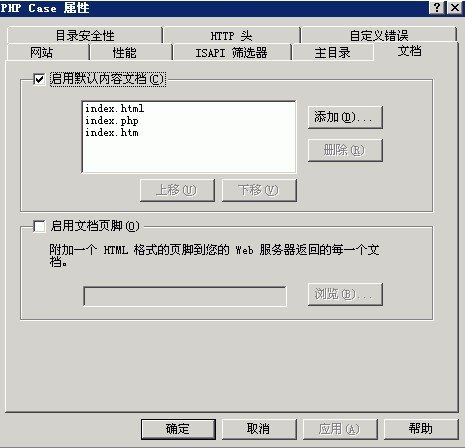 PHP Case 属性
目录安全性 HTTP 头 自定义错误
网站 性能 ISAPI 筛选器 主目录 文档
启用默认内容文档(C)
index.html
index.php
index.htm
添加(D)...
删除(R)
上移(U) 下移(V)
启用文档页脚(O)
附加一个 HTML 格式的页脚到您的 Web 服务器返回的每一个文
档。
浏览(B)...
确定 取消 应用(A) 帮助